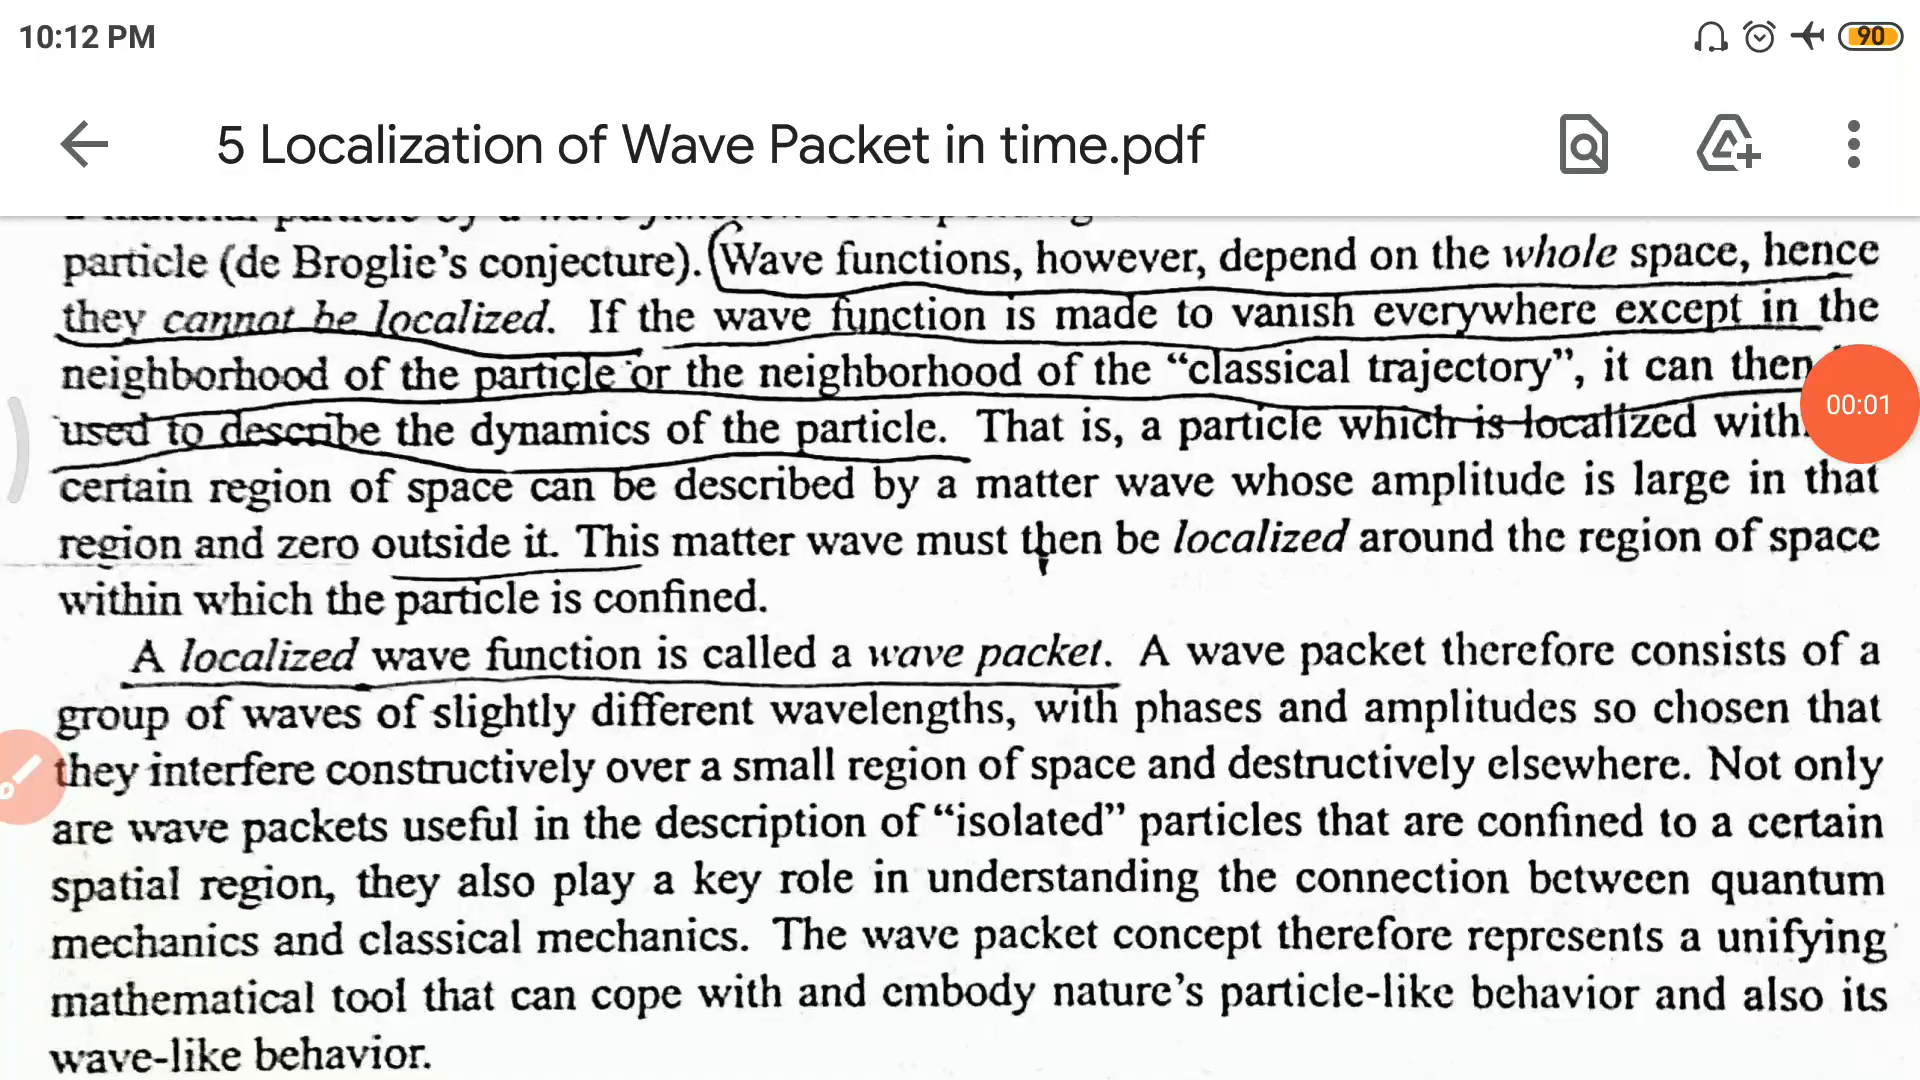 10:12 PM
90
5 Localization of Wave Packet in time.pdf
particle (de Broglie's conjecture). Wave functions, however, depend on the whole space, hence
they cannot be localized. If the wave function is made to vanish everywhere except in the
neighborhood of the particle or the neighborhood of the “classical trajectory”, it can then
00:01
used to describe the dynamics of the particle. That is, a particle which is localized
certain region of space can be described by a matter wave whose amplitude is large in that
region and zero outside it. This matter wave must then be localized around the region of space
within which the particle is confined.
A localized wave function is called a wave packet. A wave packet therefore consists of a
group of waves of slightly different wavelengths, with phases and amplitudes so chosen that
they interfere constructively over a small region of space and destructively elsewhere. Not only
are wave packets useful in the description of “isolated” particles that are confined to a certain
spatial region, they also play a key role in understanding the connection between quantum
mechanics and classical mechanics. The wave packet concept therefore represents a unifying
mathematical tool that can cope with and embody nature's particle-like behavior and also its
wave-like behavior.